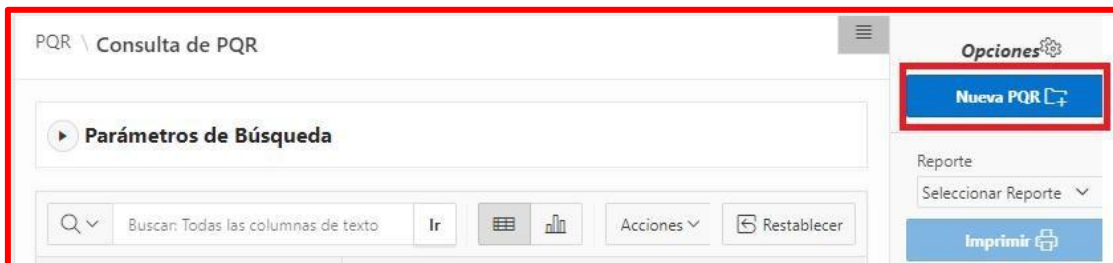 PQR \ Consulta de PQR
Opciones
Nueva PQR
Parámetros de Búsqueda
Reporte
Seleccionar Reporte
Buscar: Todas las columnas de texto
Ir
Acciones
Restablecer
Imprimir